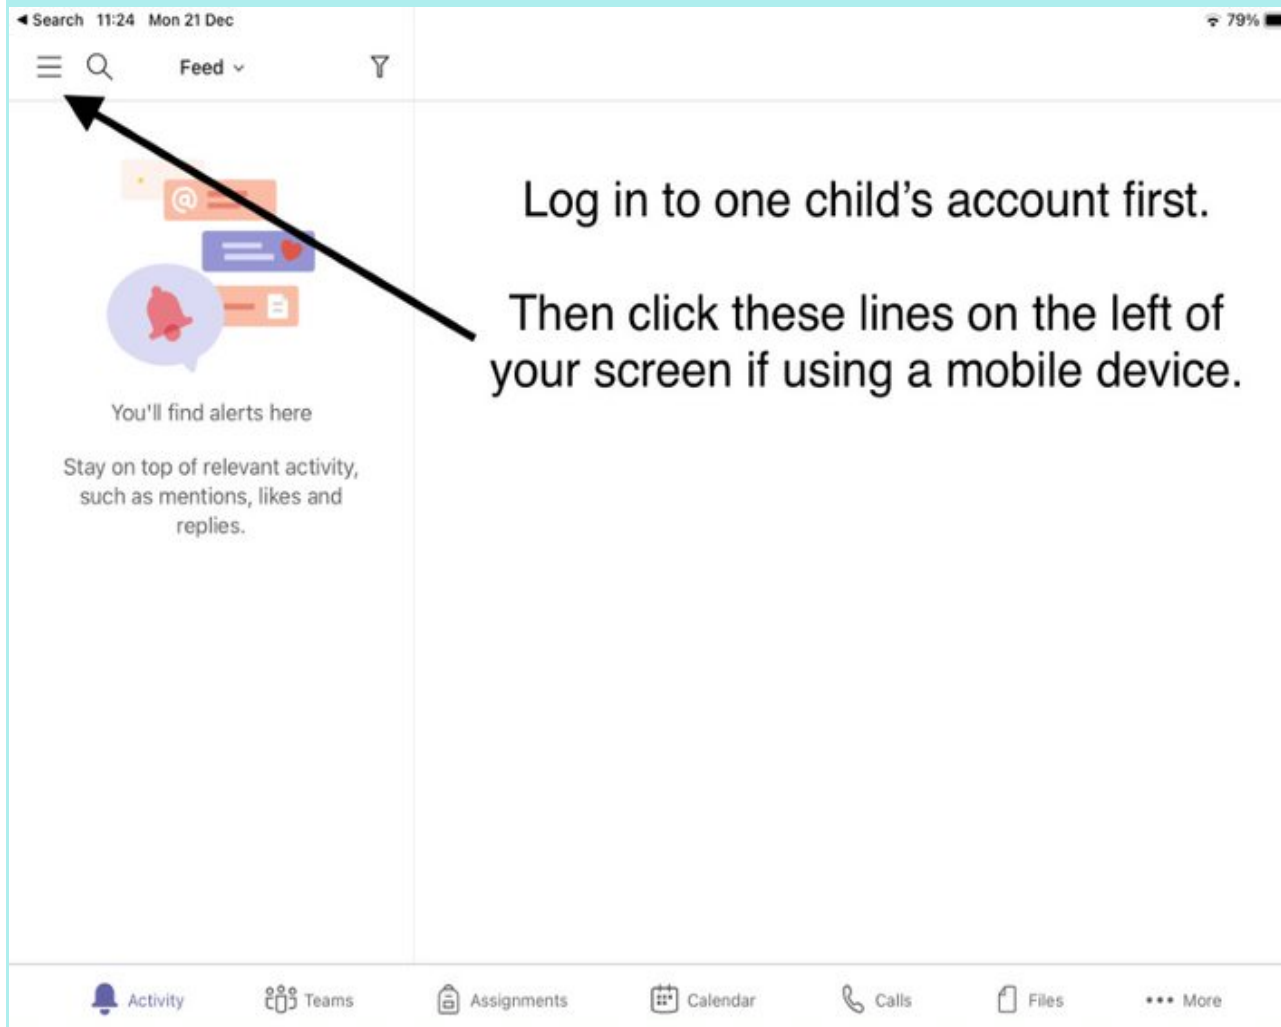 ◄ Search 11:24 Mon 21 Dec
79%
Feed
@
Log in to one child's account first.
Then click these lines on the left of
your screen if using a mobile device.
You'll find alerts here
Stay on top of relevant activity,
such as mentions, likes and
replies.
Activity Teams Assignments Calendar Calls Files ••• More